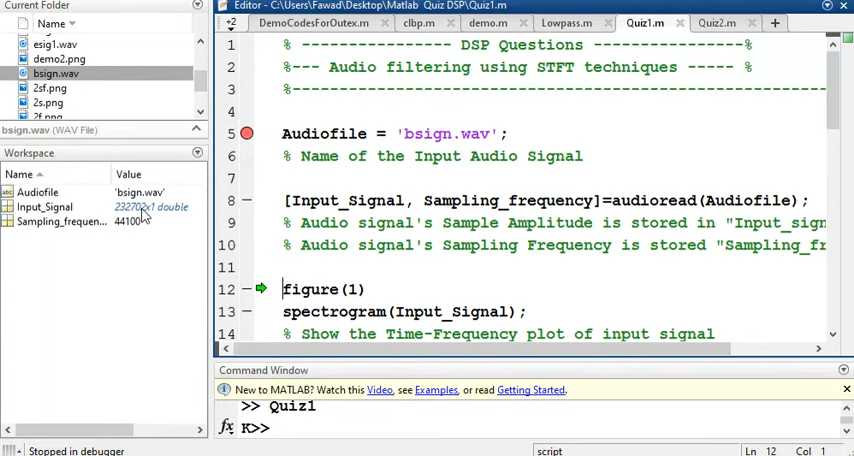 Current Folder
Editor - C:\Users\Fawad\Desktop\Matlab Quiz DSP\Quiz1.m
Name
+2
DemoCodesForOutex.m
clbp.m
demo.m
Lowpass.m
Quiz1.m
Quiz2.m
esig1.wav
demo2.png
bsign.wav
2sf.png
2s.png
2f.png
bsign.wav (WAV File)
Workspace
Name
Value
Audiofile 'bsign.wav'
Input_Signal 232702x1 double
Sampling_frequen... 44100
1 % ---------------- DSP Questions ----------------%
2 %--- Audio filtering using STFT techniques ----- %
3 %----------------------------------------------------------
4
5 Audiofile = 'bsign.wav';
6 % Name of the Input Audio Signal
7
8 [Input_Signal, Sampling_frequency]=audioread(Audiofile);
9 % Audio signal's Sample Amplitude is stored in "Input_sign
10 % Audio signal's Sampling Frequency is stored "Sampling_fr
11
12 figure(1)
13 spectrogram(Input_Signal);
14 % Show the Time-Frequency plot of input signal
Command Window
New to MATLAB? Watch this Video, see Examples, or read Getting Started.
>> Quiz1
fx K>>
Stopped in debugger
script
Ln 12 Col 1